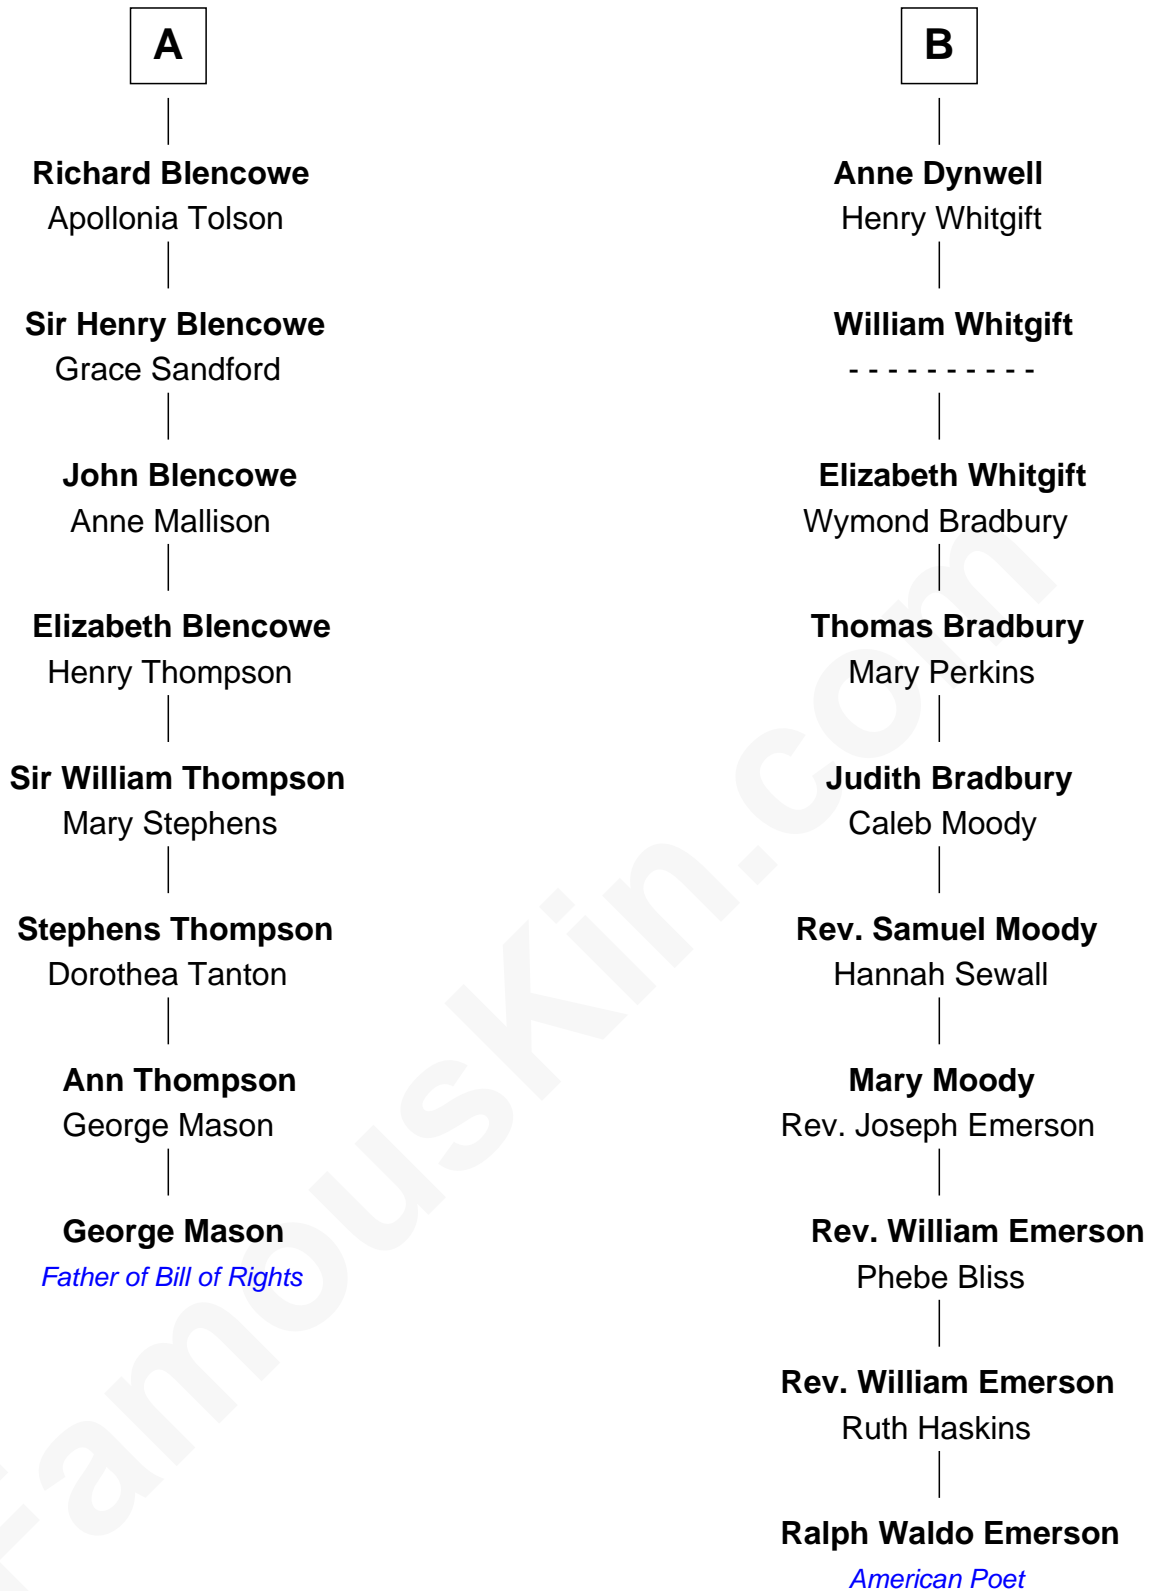 A
Richard Blencowe
Apollonia Tolson
Sir Henry Blencowe
Grace Sandford
John Blencowe
Anne Mallison
Elizabeth Blencowe
Henry Thompson
Sir William Thompson
Mary Stephens
Stephens Thompson
Dorothea Tanton
Ann Thompson
George Mason
George Mason
Father of Bill of Rights
B
Anne Dynwell
Henry Whitgift
William Whitgift
- - - - - - - - - -
Elizabeth Whitgift
Wymond Bradbury
Thomas Bradbury
Mary Perkins
Judith Bradbury
Caleb Moody
Rev. Samuel Moody
Hannah Sewall
Mary Moody
Rev. Joseph Emerson
Rev. William Emerson
Phebe Bliss
Rev. William Emerson
Ruth Haskins
Ralph Waldo Emerson
American Poet
FamousKin.com